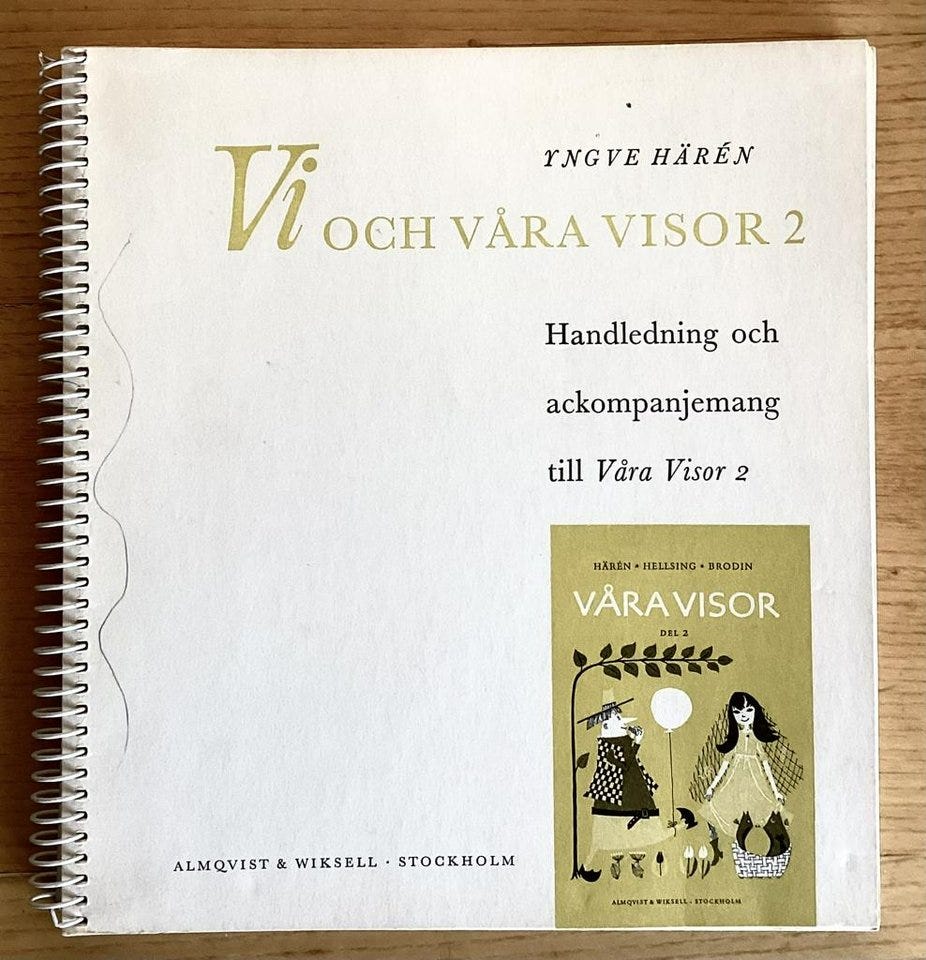 YNGVE HÄRÉN
Vi OCH VÅRA VISOR 2
Handledning och
ackompanjemang
till Våra Visor 2
HÄRÉN * HELLSING * BRODIN
VÅRA VISOR
DEL 2
ALMQVIST & WIKSELL · STOCKHOLM
ALMQVIST & WIKSELL · STOCKHOLM